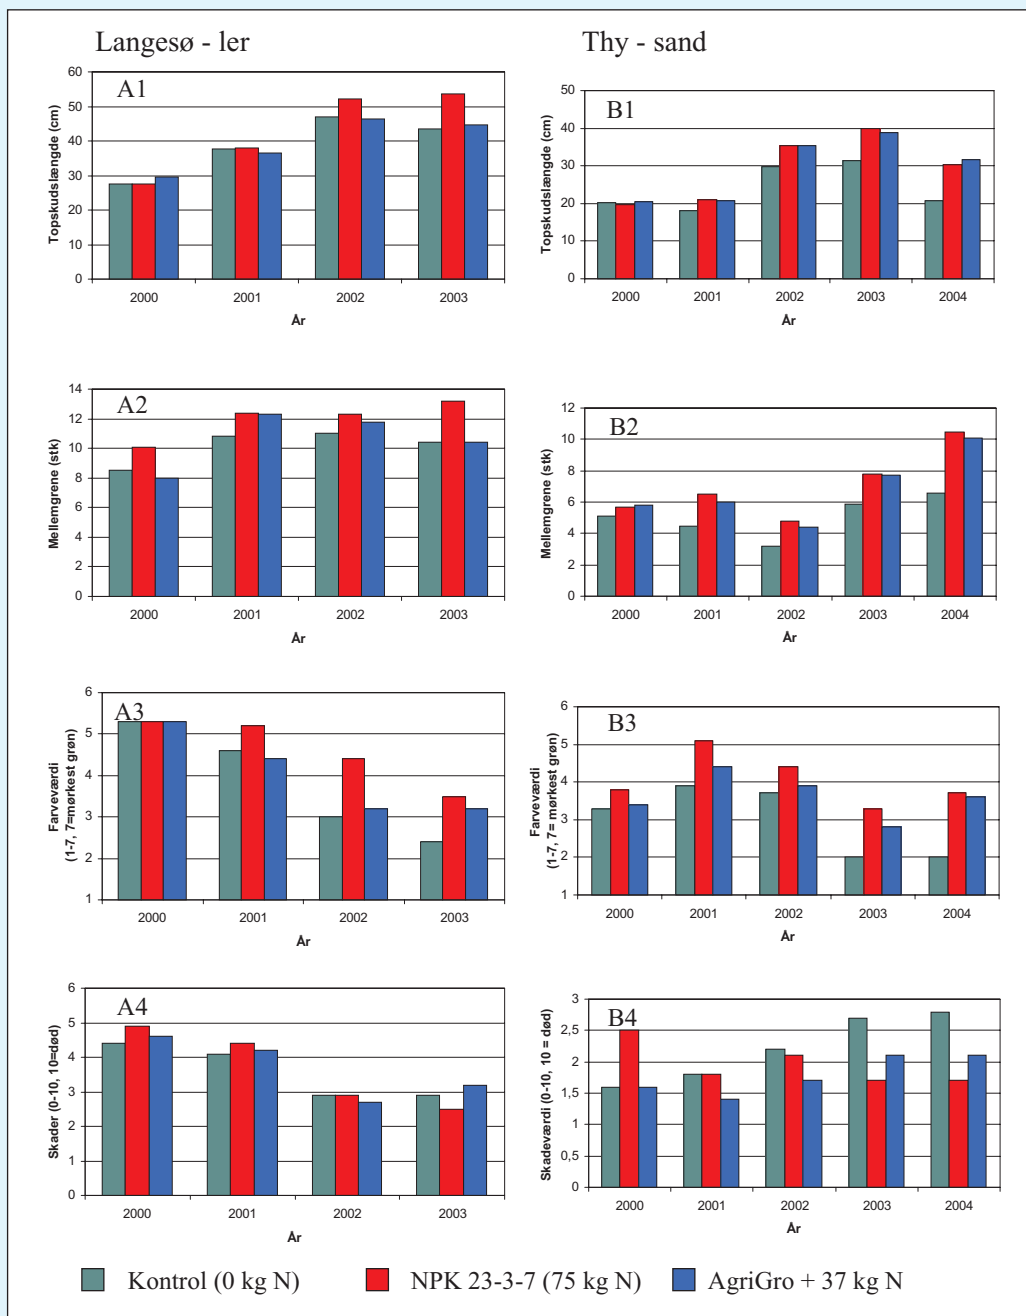 Langesø - ler
Thy - sand
A1
Topskudslængde (cm)
60
50
40
30
20
10
0
2000 2001 2002 2003
År
B1
Topskudslængde (cm)
50
40
30
20
10
0
2000 2001 2002 2003 2004
År
A2
Mellemgrene (stk)
14
12
10
8
6
4
2
0
2000 2001 2002 2003
År
B2
Mellemgrene (stk)
12
10
8
6
4
2
0
2000 2001 2002 2003 2004
År
A3
Farveværdi
(1-7, 7=mørkest grøn)
6
5
4
3
2
1
2000 2001 2002 2003
År
B3
Farveværdi
(1-7, 7= mørkest grøn)
6
5
4
3
2
1
2000 2001 2002 2003 2004
År
A4
Skader (0-10, 10=død)
6
5
4
3
2
1
0
2000 2001 2002 2003
År
B4
Skadeværdi (0-10, 10 = død)
3
2,5
2
1,5
1
0,5
0
2000 2001 2002 2003 2004
År
Kontrol (0 kg N) NPK 23-3-7 (75 kg N) AgriGro + 37 kg N